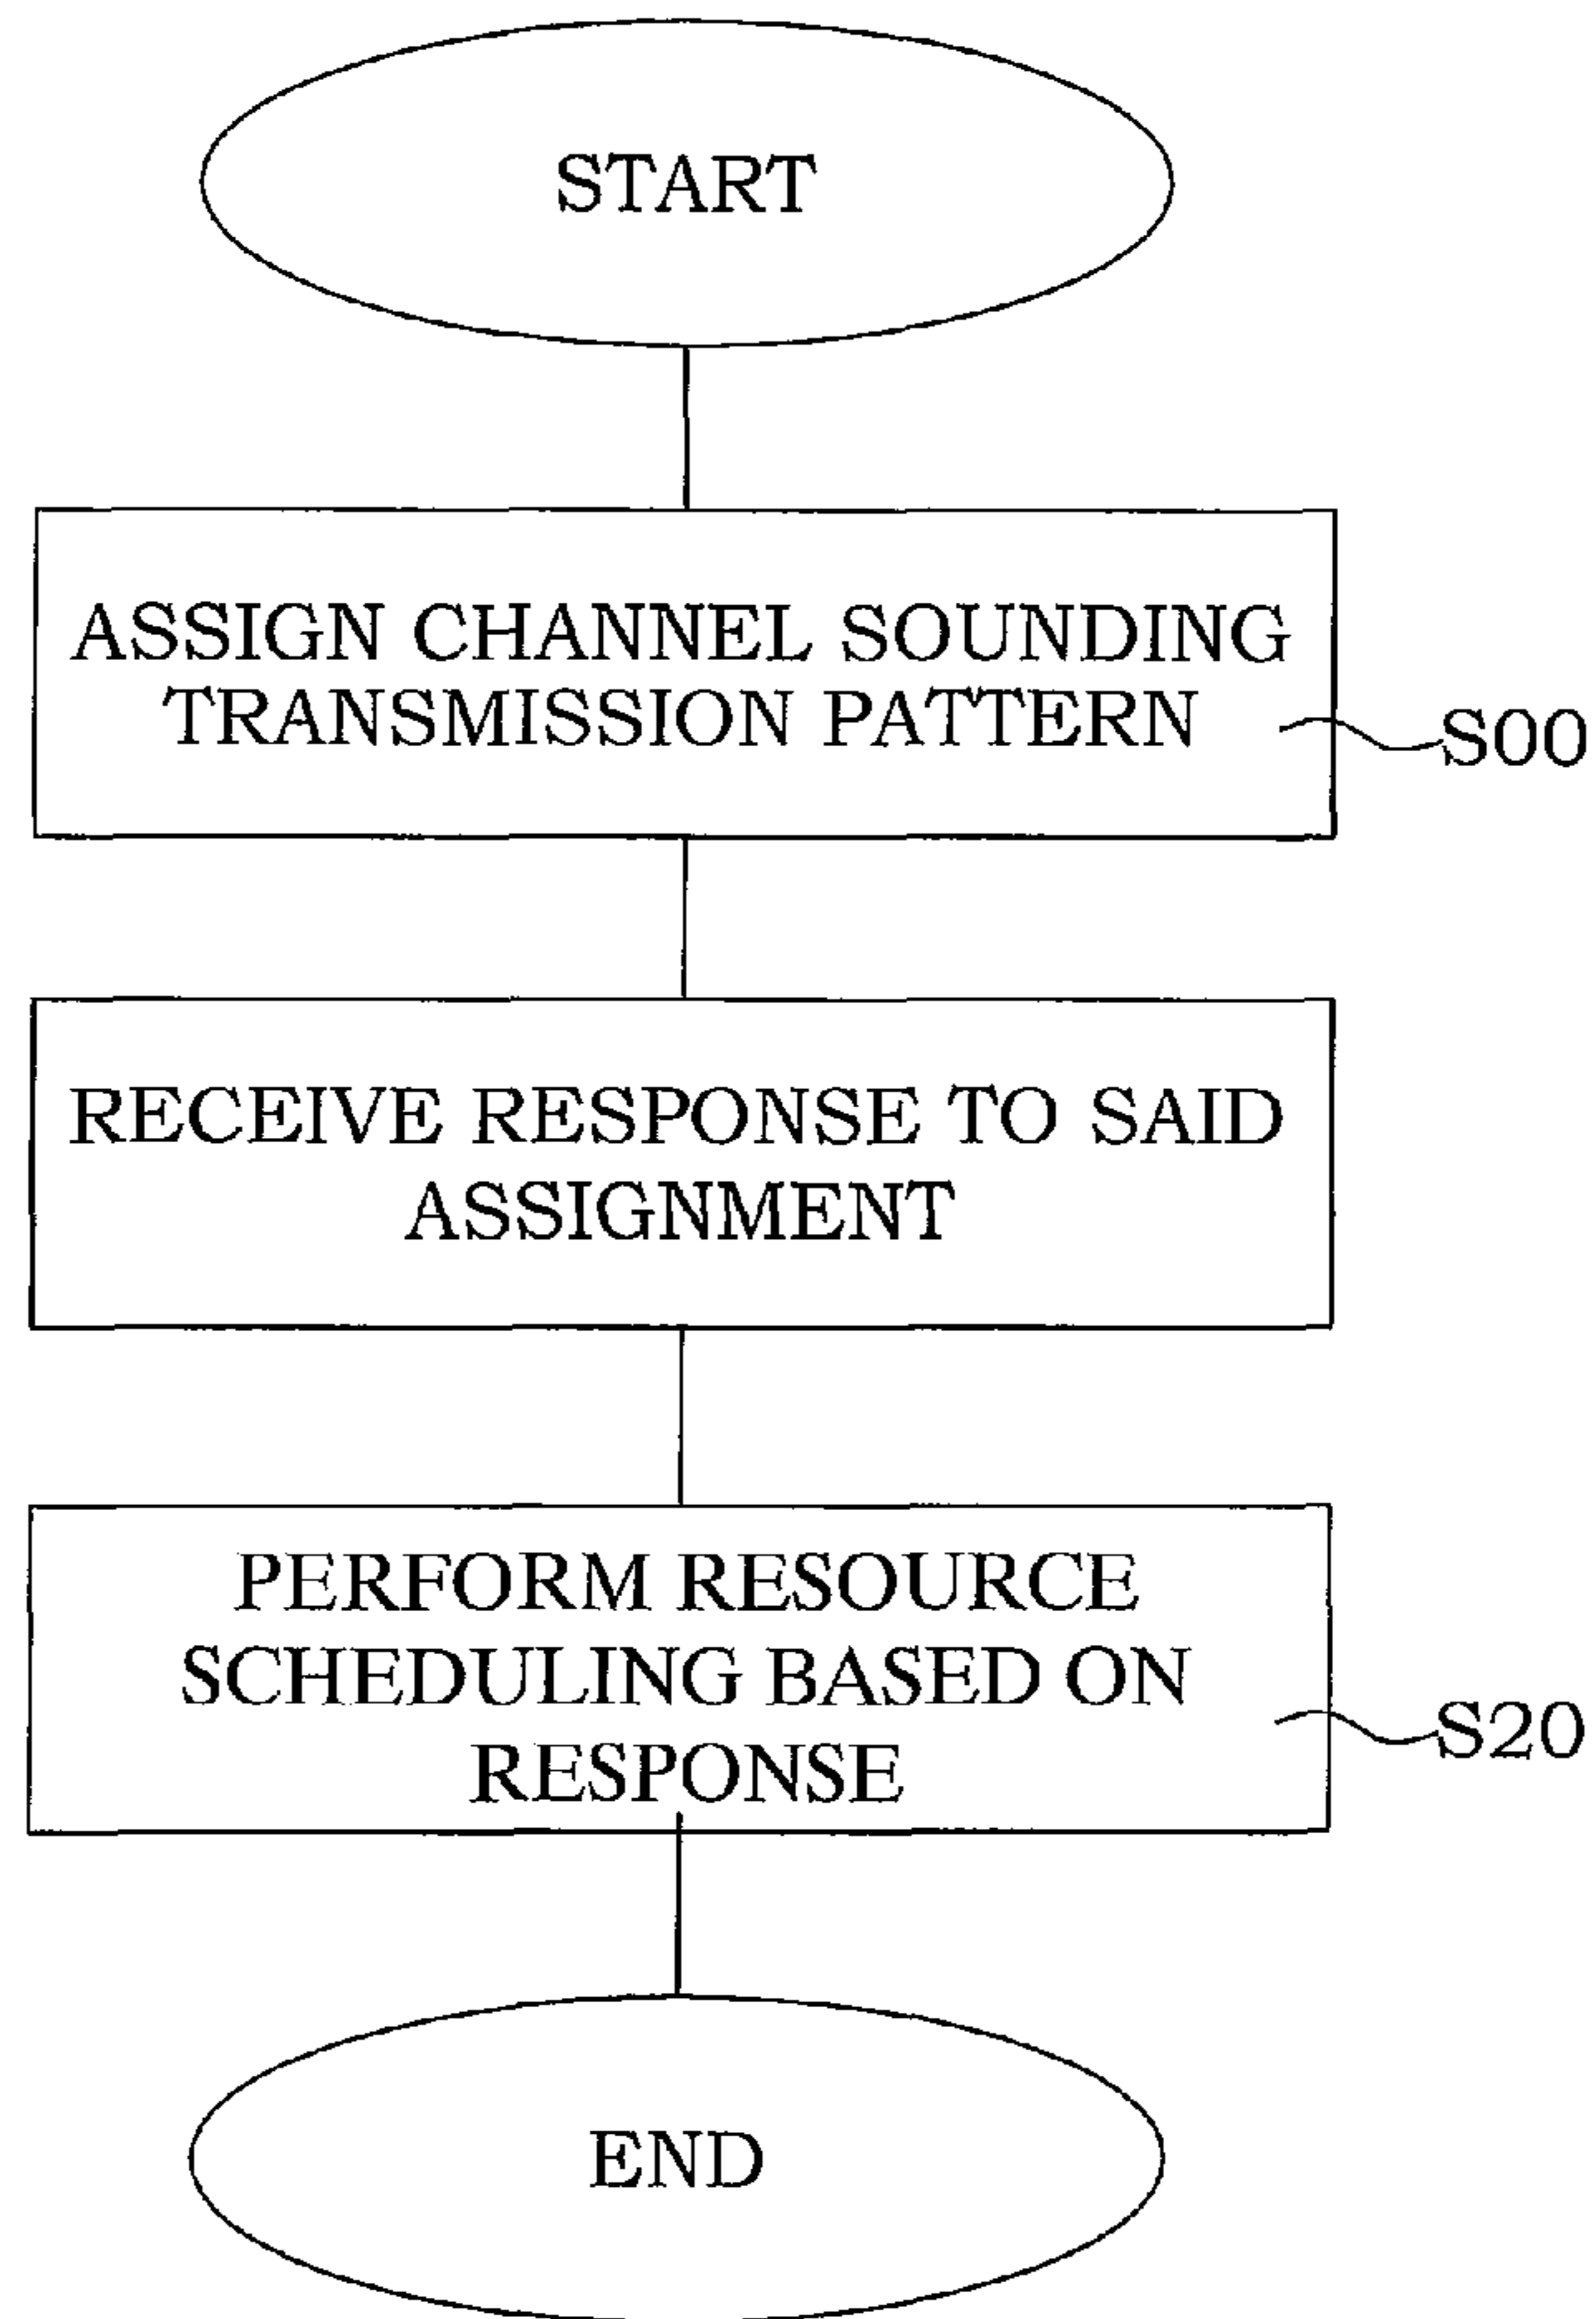 START
ASSIGN CHANNEL SOUNDING
TRANSMISSION PATTERN
S00
RECEIVE RESPONSE TO SAID
ASSIGNMENT
PERFORM RESOURCE
SCHEDULING BASED ON
RESPONSE
S20
END